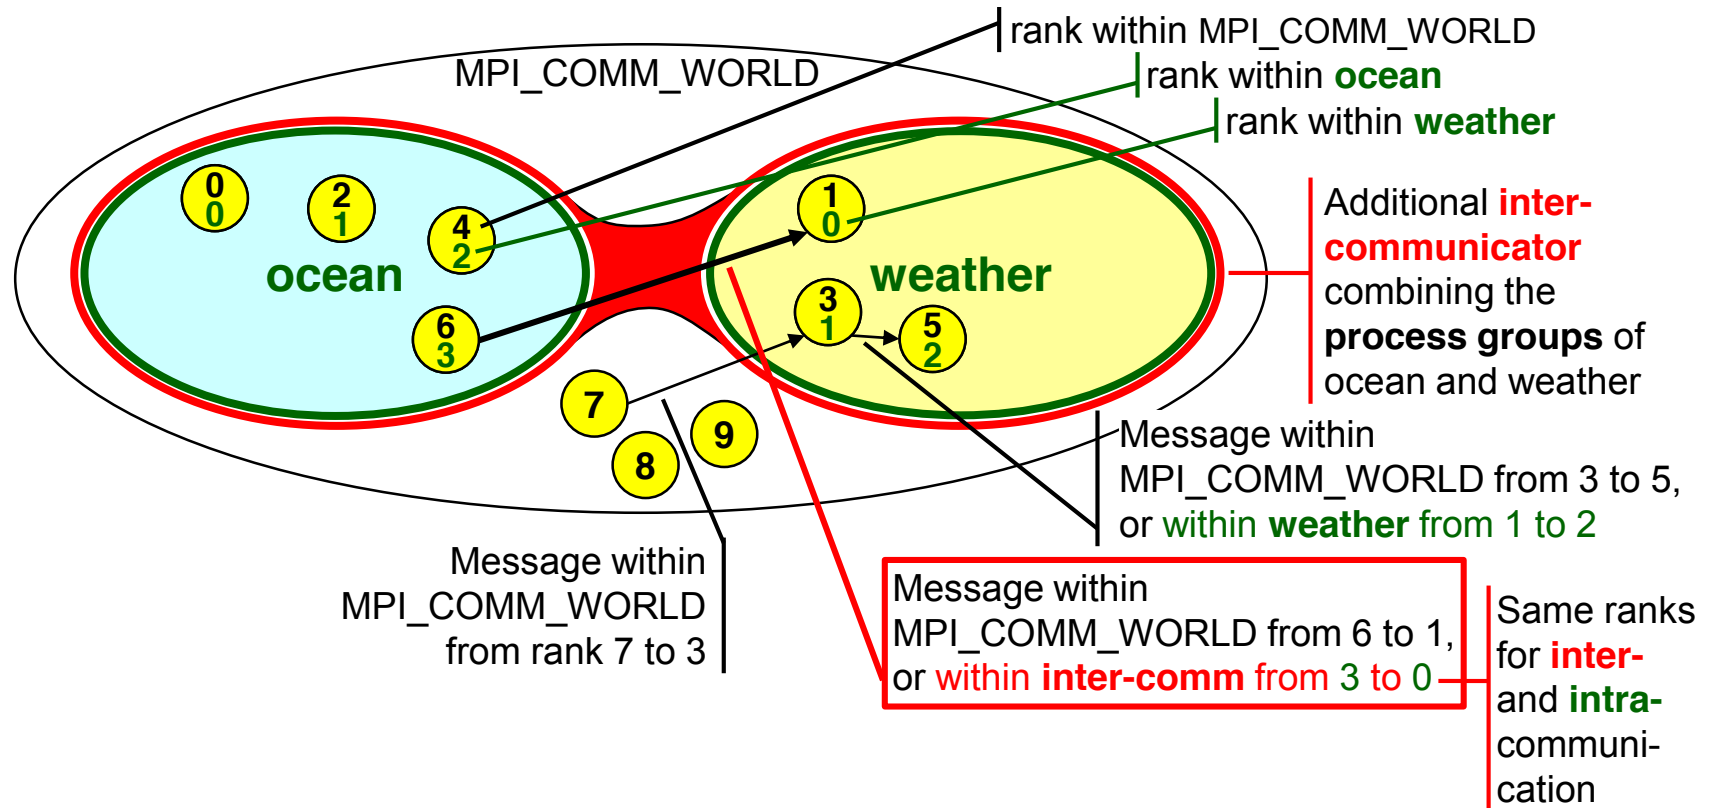 rank within MPI_COMM_WORLD
MPI_COMM_WORLD
rank within ocean
rank within weather
0
0
2
1
4
2
1
0
ocean
weather
6
3
3
1
5
2
7
8
9
Additional inter-
communicator
combining the
process groups of
ocean and weather
Message within
MPI_COMM_WORLD from 3 to 5,
or within weather from 1 to 2
Message within
MPI_COMM_WORLD
from rank 7 to 3
Message within
MPI_COMM_WORLD from 6 to 1,
or within inter-comm from 3 to 0
Same ranks
for inter-
and intra-
communi-
cation